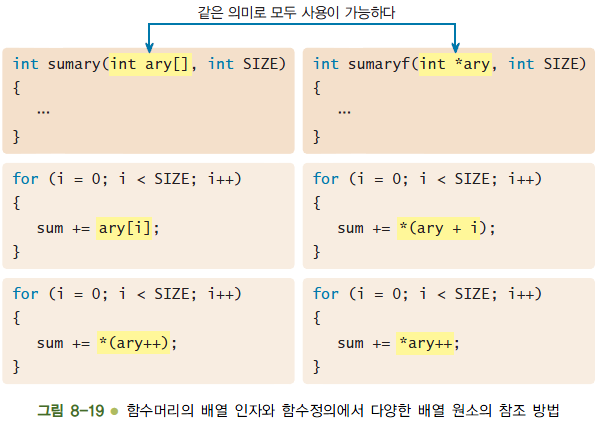 같은 의미로 모두 사용이 가능하다
int sumary(int ary[], int SIZE)
{
...
}
int sumaryf(int *ary, int SIZE)
{
...
}
for (i = 0; i < SIZE; i++)
{
sum += ary[i];
}
for (i = 0; i < SIZE; i++)
{
sum += *(ary + i);
}
for (i = 0; i < SIZE; i++)
{
sum += *(ary++);
}
for (i = 0; i < SIZE; i++)
{
sum += *ary++;
}
그림 8-19 ● 함수머리의 배열 인자와 함수정의에서 다양한 배열 원소의 참조 방법